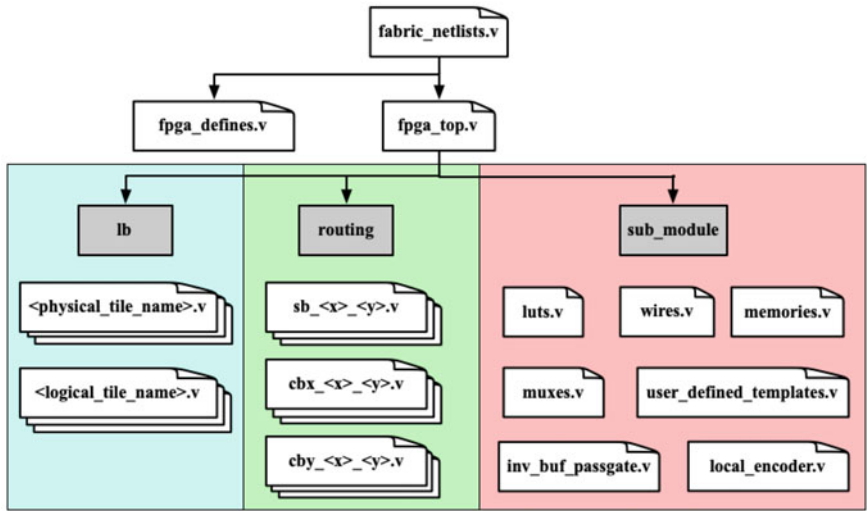 fabric_netlists.v
fpga_defines.v
fpga_top.v
lb
routing
sub_module
<physical_tile_name>.v
<logical_tile_name>.v
sb_<x>_<y>.v
cbx_<x>_<y>.v
cby_<x>_<y>.v
luts.v
wires.v
memories.v
muxes.v
user_defined_templates.v
inv_buf_passgate.v
local_encoder.v